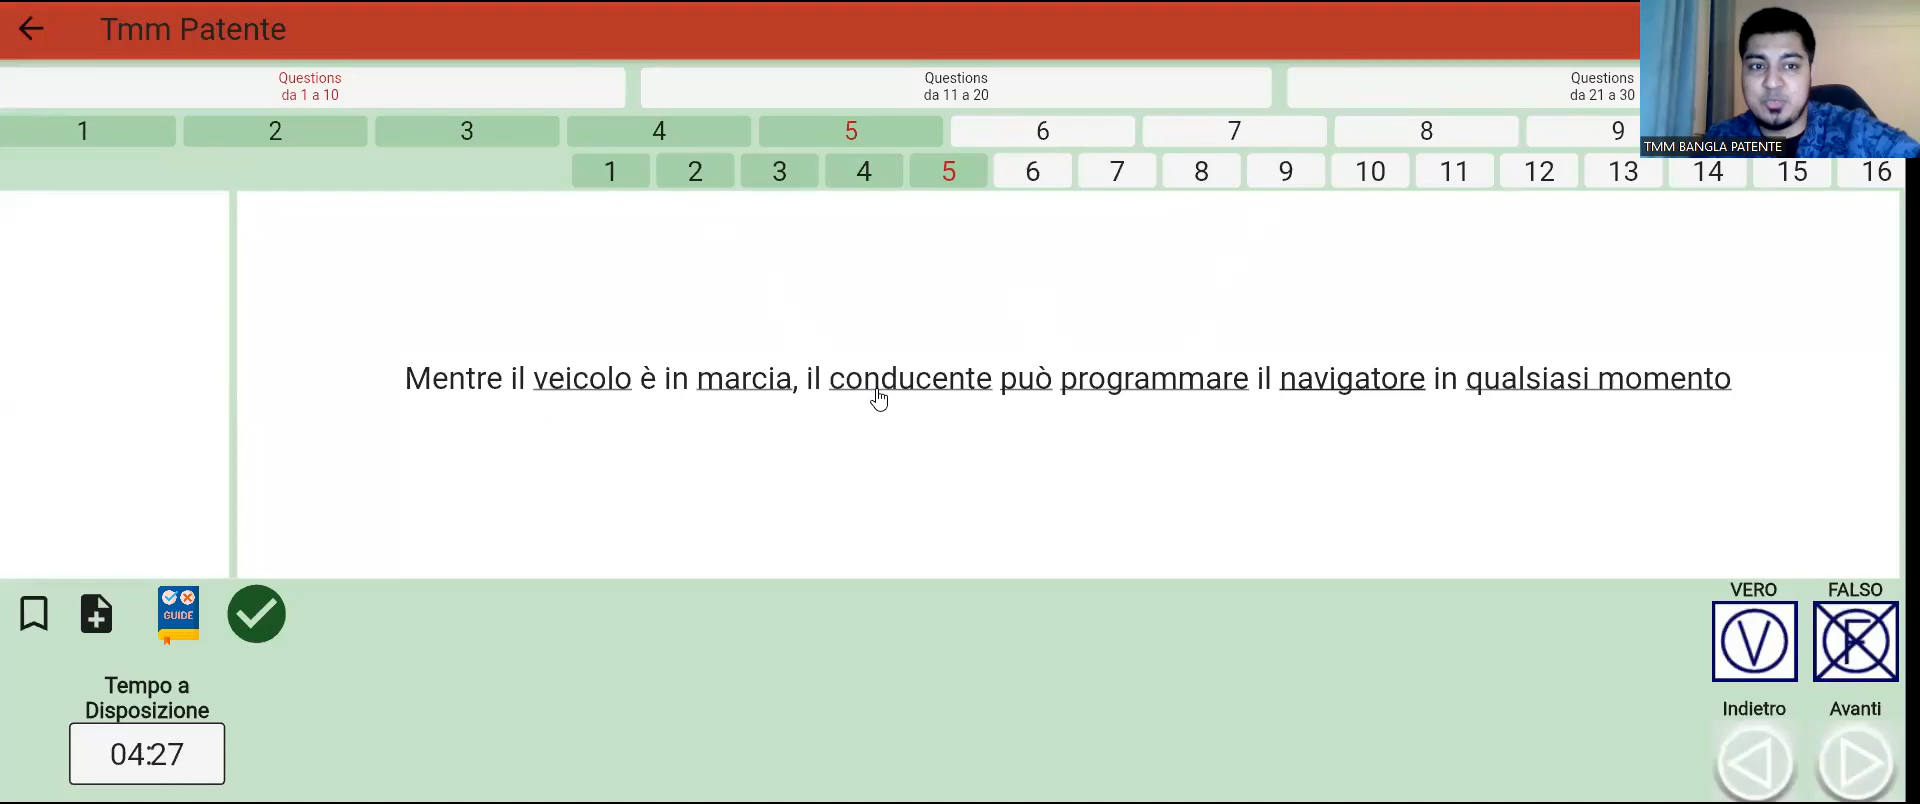 Tmm Patente
Questions
da 1 a 10
Questions
da 11 a 20
Questions
da 21 a 30
1 2 3 4 5 6 7 8 9
TMM BANGLA PATENTE
1 2 3 4 5 6 7 8 9 10 11 12 13 14 15 16
Mentre il veicolo è in marcia, il conducente può programmare il navigatore in qualsiasi momento
GUIDE
VERO FALSO
V F
Tempo a
Disposizione
Indietro Avanti
04:27